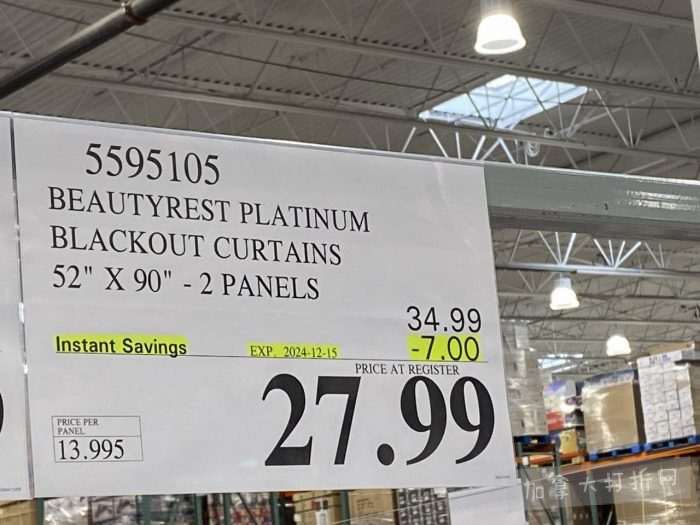 5595105
BEAUTYREST PLATINUM
BLACKOUT CURTAINS
52" X 90" - 2 PANELS
34.99
Instant Savings EXP. 2024-12-15 -7.00
PRICE AT REGISTER
27.99
PRICE PER
PANEL
13.995
加拿大打折网